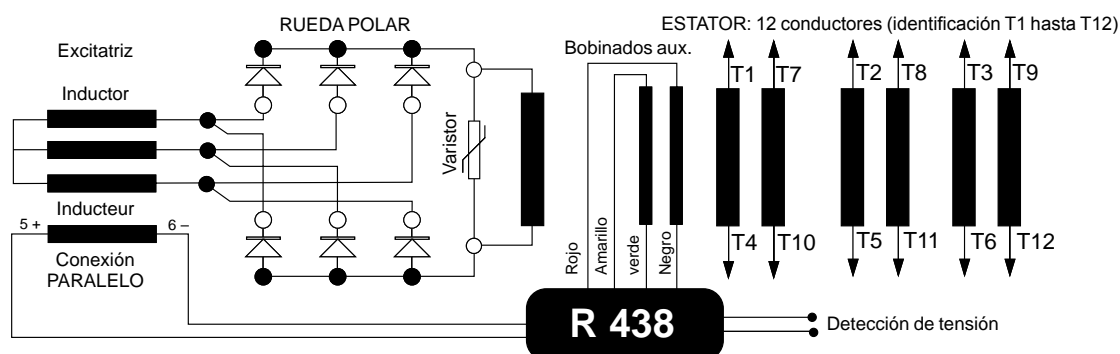 RUEDA POLAR
ESTATOR: 12 conductores (identificación T1 hasta T12)
Excitatriz
Bobinados aux.
Inductor
T1
T7
T2
T8
T3
T9
Varistor
Inducteur
5 +
6 –
Conexión
PARALELO
Rojo
Amarillo
verde
Negro
T4
T10
T5
T11
T6
T12
R 438
Detección de tensión